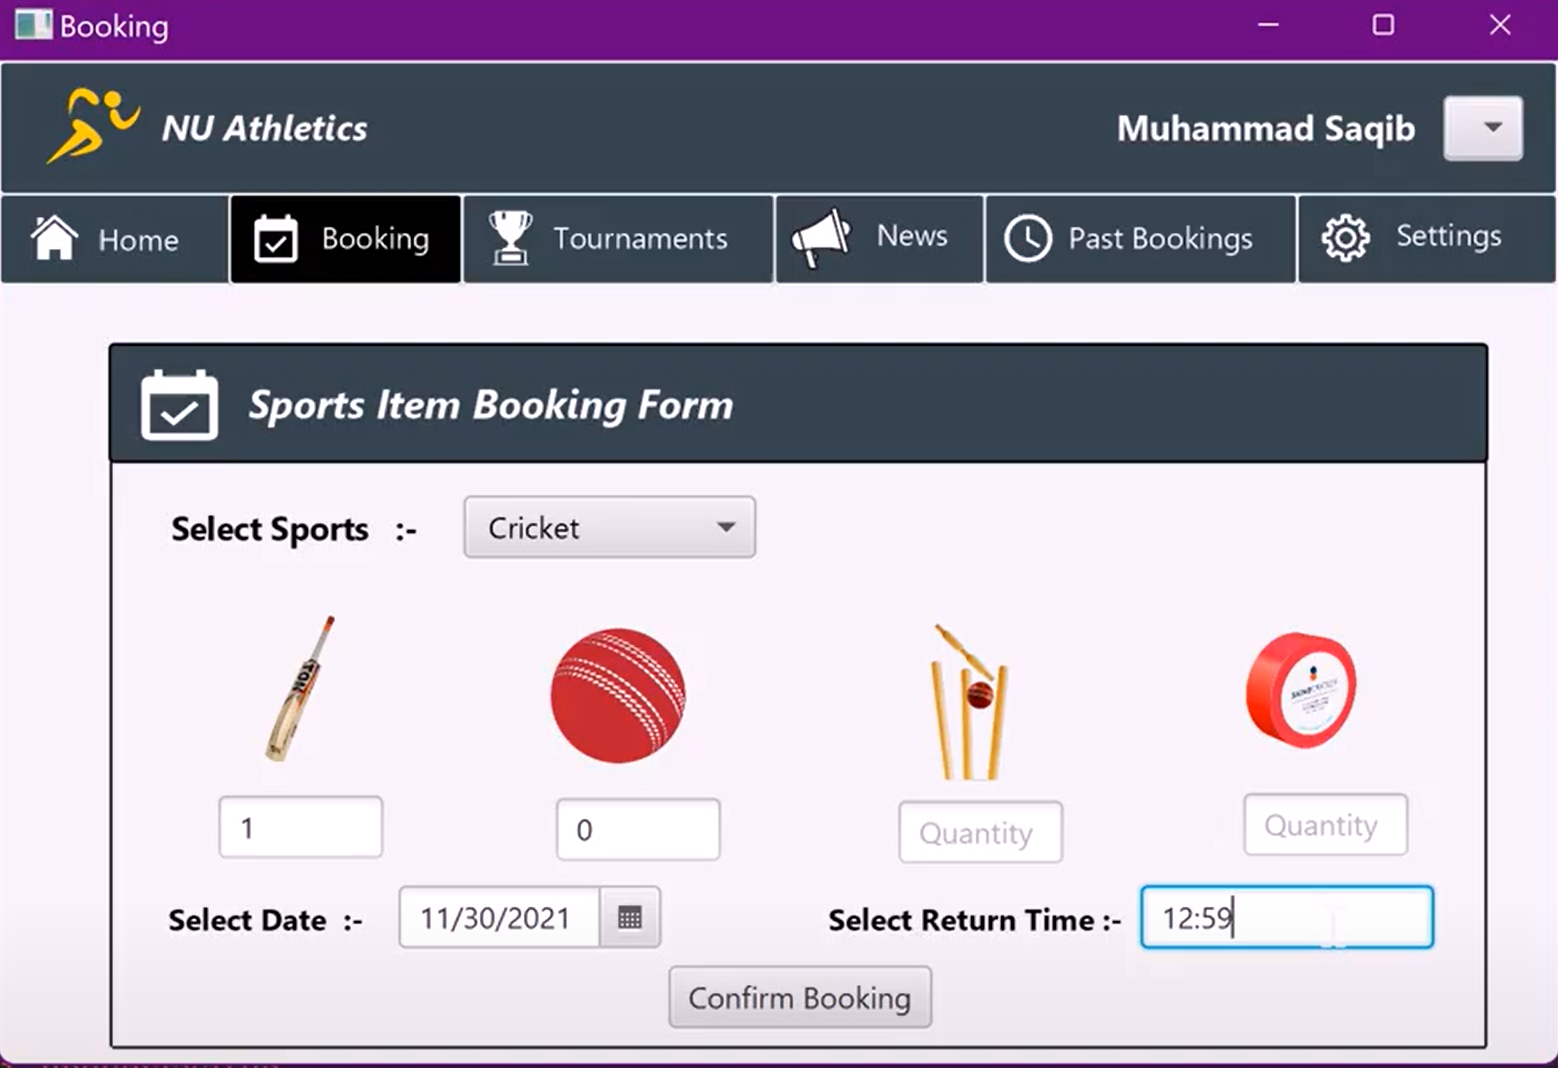 Booking
NU Athletics
Muhammad Saqib
Home
Booking
Tournaments
News
Past Bookings
Settings
Sports Item Booking Form
Select Sports :-
Cricket
TON
1
0
Quantity
Quantity
Select Date :-
11/30/2021
Select Return Time :-
12:59
Confirm Booking